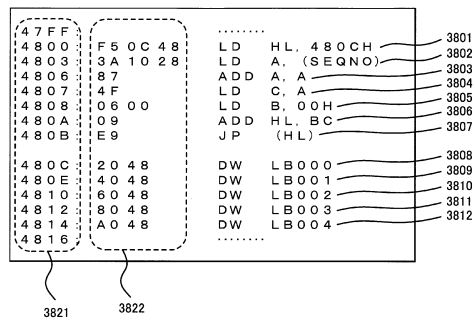 47FF ········
4800: F50C48 LD HL, 480CH 3801
4803: 3A1028 LD A, (SEQNO) 3802
4806: 87 ADD A, A 3803
4807: 4F LD C, A 3804
4808: 0600 LD B, 00H 3805
480A: 09 ADD HL, BC 3806
480B: E9 JP (HL) 3807
480C: 2048 DW LB000 3808
480E: 4048 DW LB001 3809
4810: 6048 DW LB002 3810
4812: 8048 DW LB003 3811
4814: A048 DW LB004 3812
4816 ········
3821 3822